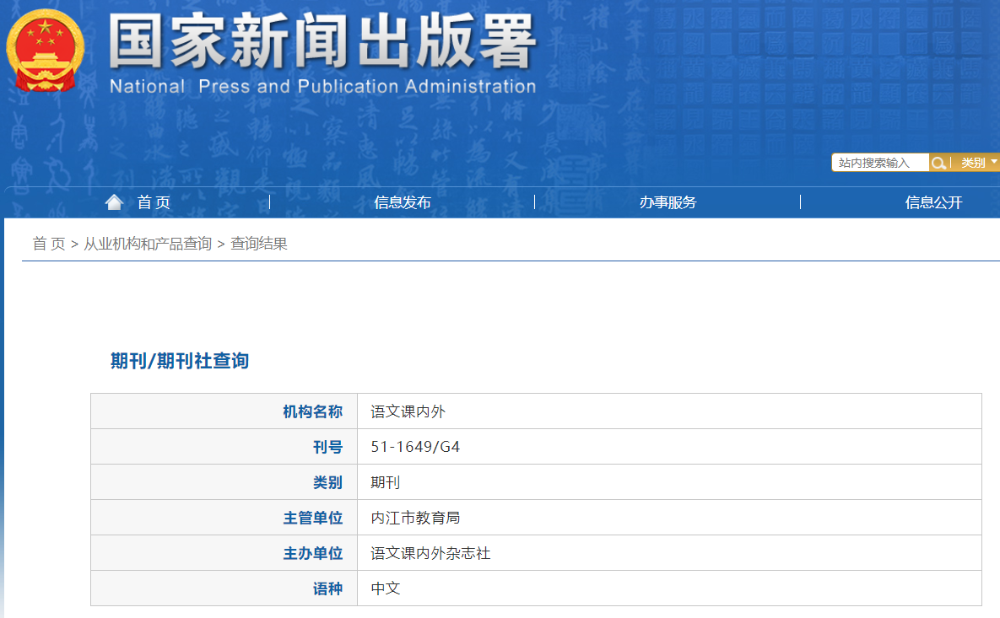 国家新闻出版署
National Press and Publication Administration
站内搜索输入 类别
首 页 信息发布 办事服务 信息公开
首 页 > 从业机构和产品查询 > 查询结果
期刊/期刊社查询
机构名称 语文课内外
刊号 51-1649/G4
类别 期刊
主管单位 内江市教育局
主办单位 语文课内外杂志社
语种 中文